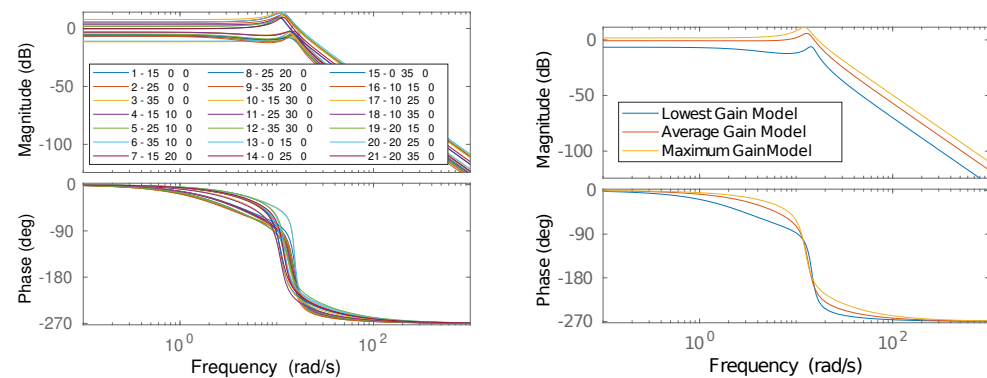 Magnitude (dB)
0
-50
-100
1 - 15 0 0
2 - 25 0 0
3 - 35 0 0
4 - 15 10 0
5 - 25 10 0
6 - 35 10 0
7 - 15 20 0
8 - 25 20 0
9 - 35 20 0
10 - 15 30 0
11 - 25 30 0
12 - 35 30 0
13 - 0 15 0
14 - 0 25 0
15 - 0 35 0
16 - 10 15 0
17 - 10 25 0
18 - 10 35 0
19 - 20 15 0
20 - 20 25 0
21 - 20 35 0
Phase (deg)
0
-90
-180
-270
10^0
10^2
Frequency (rad/s)
Magnitude (dB)
0
-50
-100
Lowest Gain Model
Average Gain Model
Maximum GainModel
Phase (deg)
0
-90
-180
-270
10^0
10^2
Frequency (rad/s)